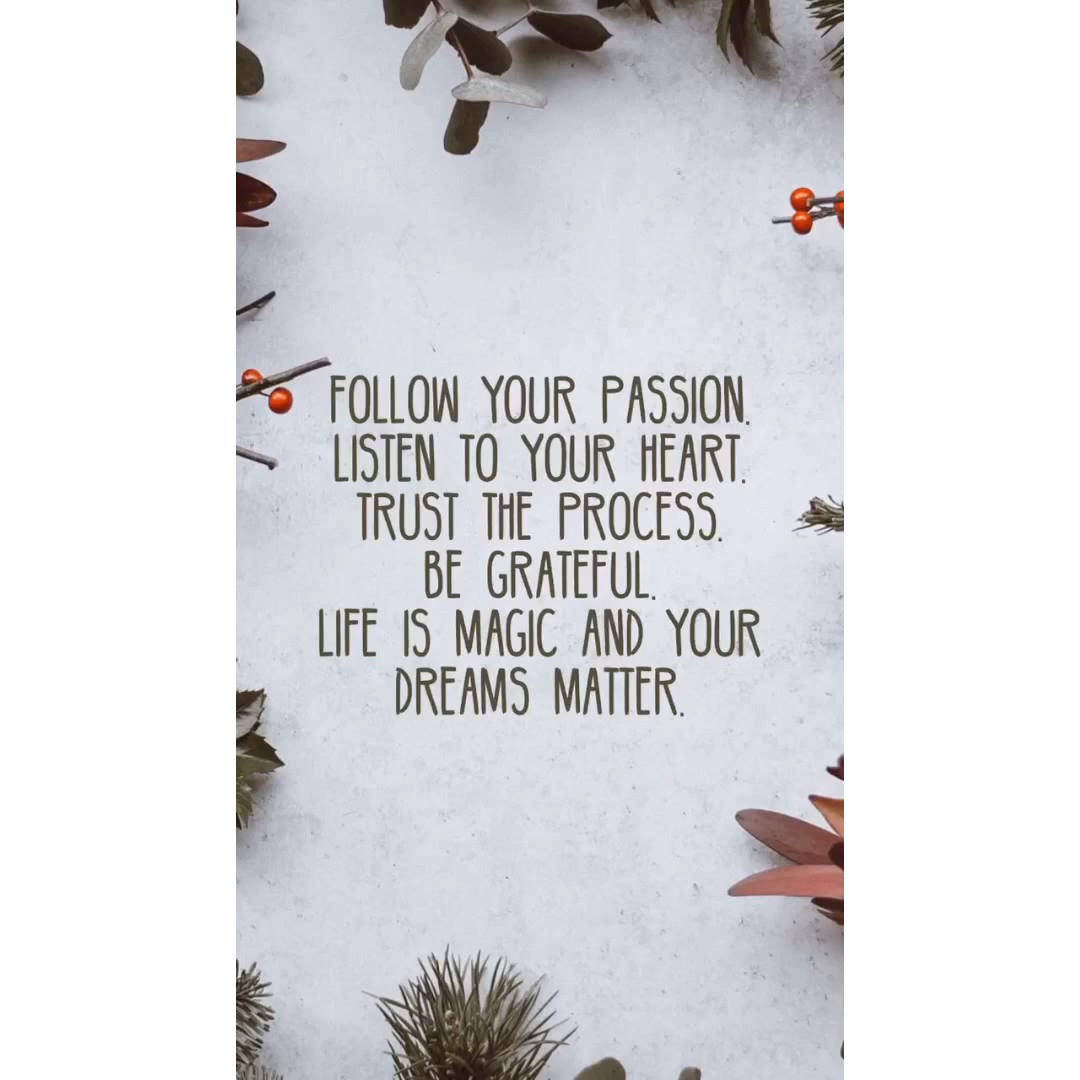 FOLLOW YOUR PASSION.
LISTEN TO YOUR HEART.
TRUST THE PROCESS.
BE GRATEFUL.
LIFE IS MAGIC AND YOUR
DREAMS MATTER.